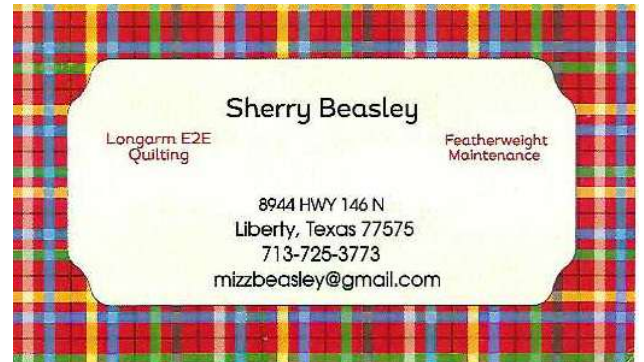 Sherry Beasley
Longarm E2E
Quilting
Featherweight
Maintenance
8944 HWY 146 N
Liberty, Texas 77575
713-725-3773
mizzbeasley@gmail.com